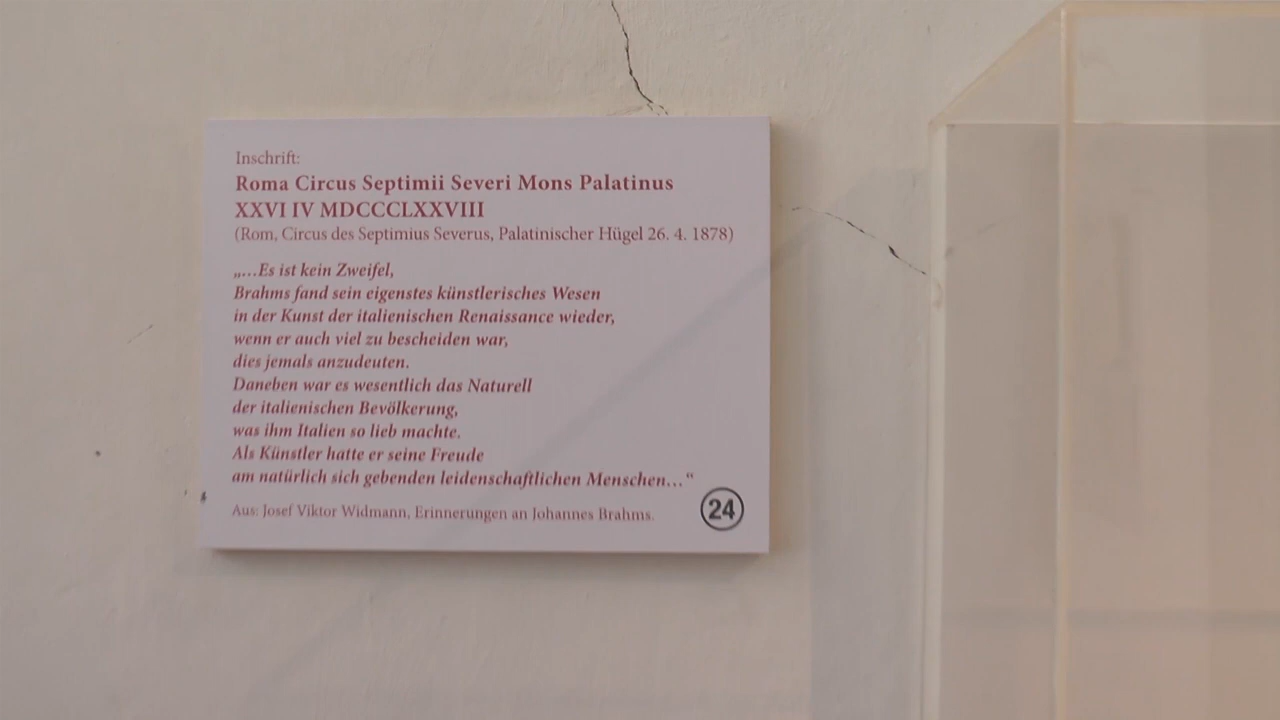 Inschrift:
Roma Circus Septimii Severi Mons Palatinus
XXVI IV MDCCCLXXVIII
(Rom, Circus des Septimius Severus, Palatinischer Hügel 26. 4. 1878)
„...Es ist kein Zweifel,
Brahms fand sein eigenstes künstlerisches Wesen
in der Kunst der italienischen Renaissance wieder,
wenn er auch viel zu bescheiden war,
dies jemals anzudeuten.
Daneben war es wesentlich das Naturell
der italienischen Bevölkerung,
was ihm Italien so lieb machte.
Als Künstler hatte er seine Freude
am natürlich sich gebenden leidenschaftlichen Menschen...“
Aus: Josef Viktor Widmann, Erinnerungen an Johannes Brahms.
24